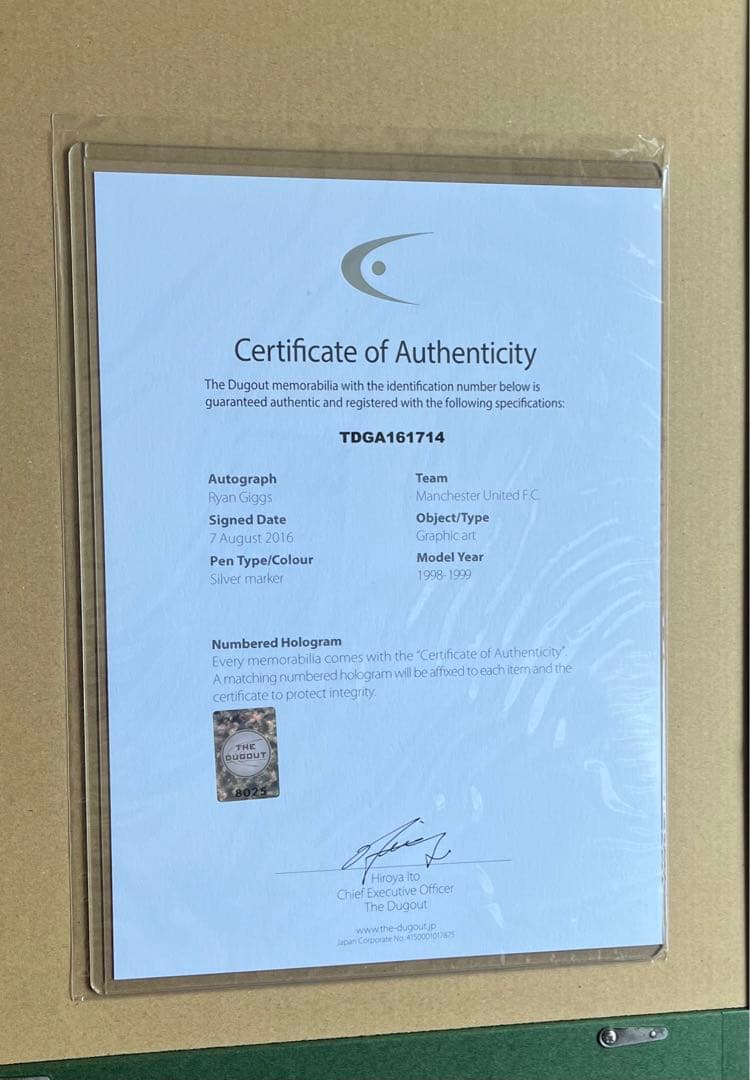 Certificate of Authenticity
The Dugout memorabilia with the identification number below is
guaranteed authentic and registered with the following specifications:
TDGA161714
Autograph
Ryan Giggs
Signed Date
7 August 2016
Pen Type/Colour
Silver marker
Team
Manchester United F.C.
Object/Type
Graphic art
Model Year
1998-1999
Numbered Hologram
Every memorabilia comes with the "Certificate of Authenticity".
A matching numbered hologram will be affixed to each item and the
certificate to protect integrity.
THE
DUGOUT
8025
Hiroya Ito
Chief Executive Officer
The Dugout
www.the-dugout.jp
Japan Corporate No. 4150001017875